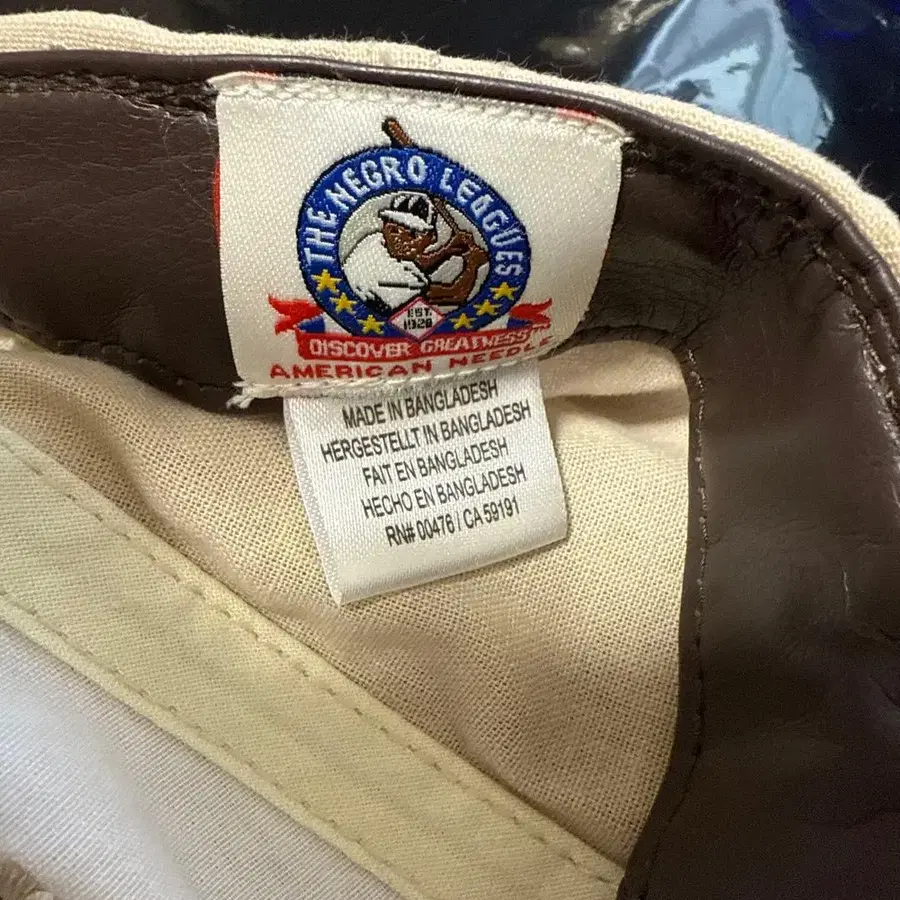 THE NEGRO LEAGUES
EST.
1920
DISCOVER GREATNESS
AMERICAN NEEDLE
MADE IN BANGLADESH
HERGESTELLT IN BANGLADESH
FAIT EN BANGLADESH
HECHO EN BANGLADESH
RN# 00476 / CA 59191